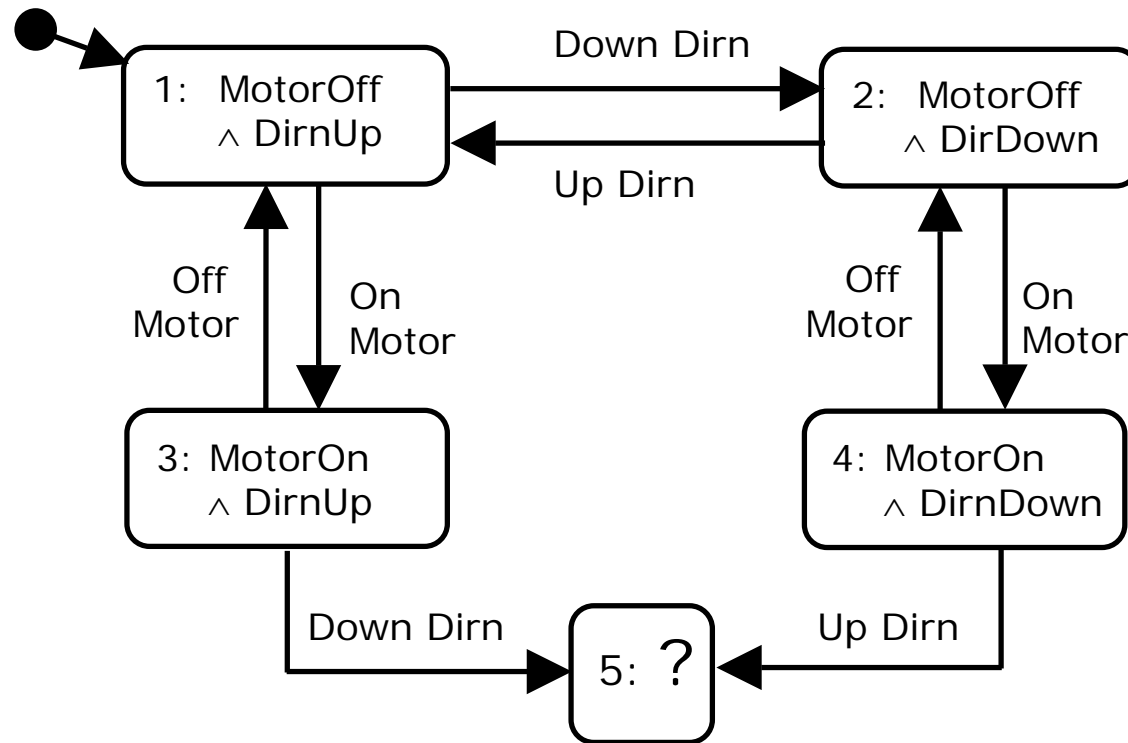 Down Dirn
1: MotorOff
∧ DirnUp
2: MotorOff
∧ DirDown
Up Dirn
Off
Motor
On
Motor
Off
Motor
On
Motor
3: MotorOn
∧ DirnUp
4: MotorOn
∧ DirnDown
Down Dirn
5: ?
Up Dirn